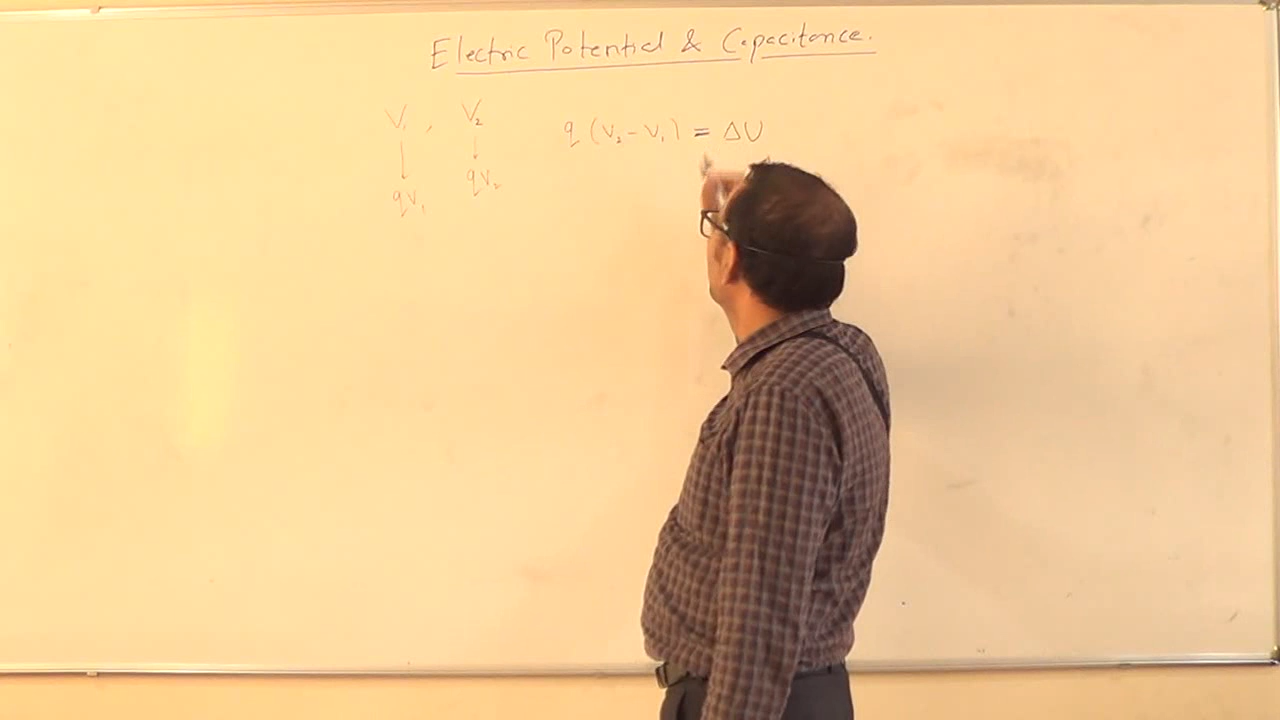 Electric Potential & Capacitance.
V₁ , V₂ q (V₂ - V₁) = ΔU
↓ ↓
qV₁ qV₂